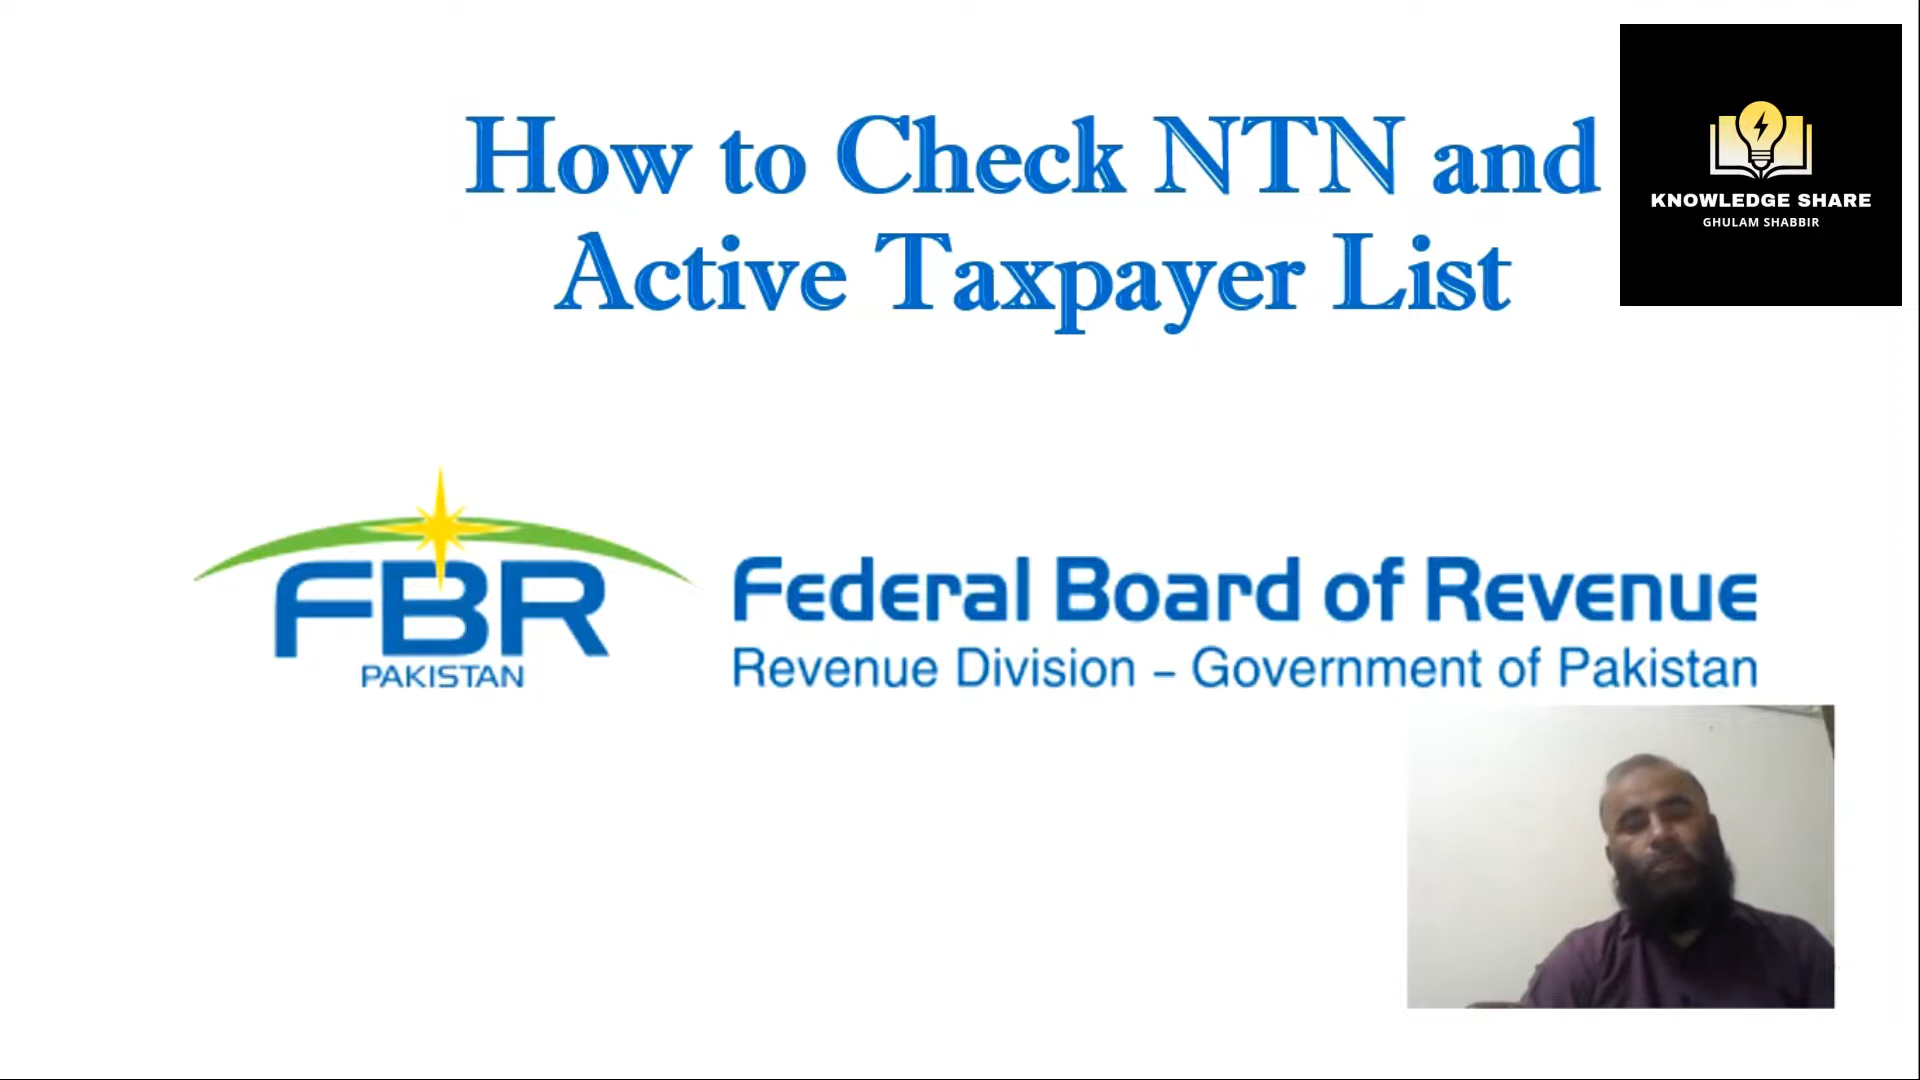 How to Check NTN and
Active Taxpayer List
KNOWLEDGE SHARE
GHULAM SHABBIR
FBR
PAKISTAN
Federal Board of Revenue
Revenue Division – Government of Pakistan